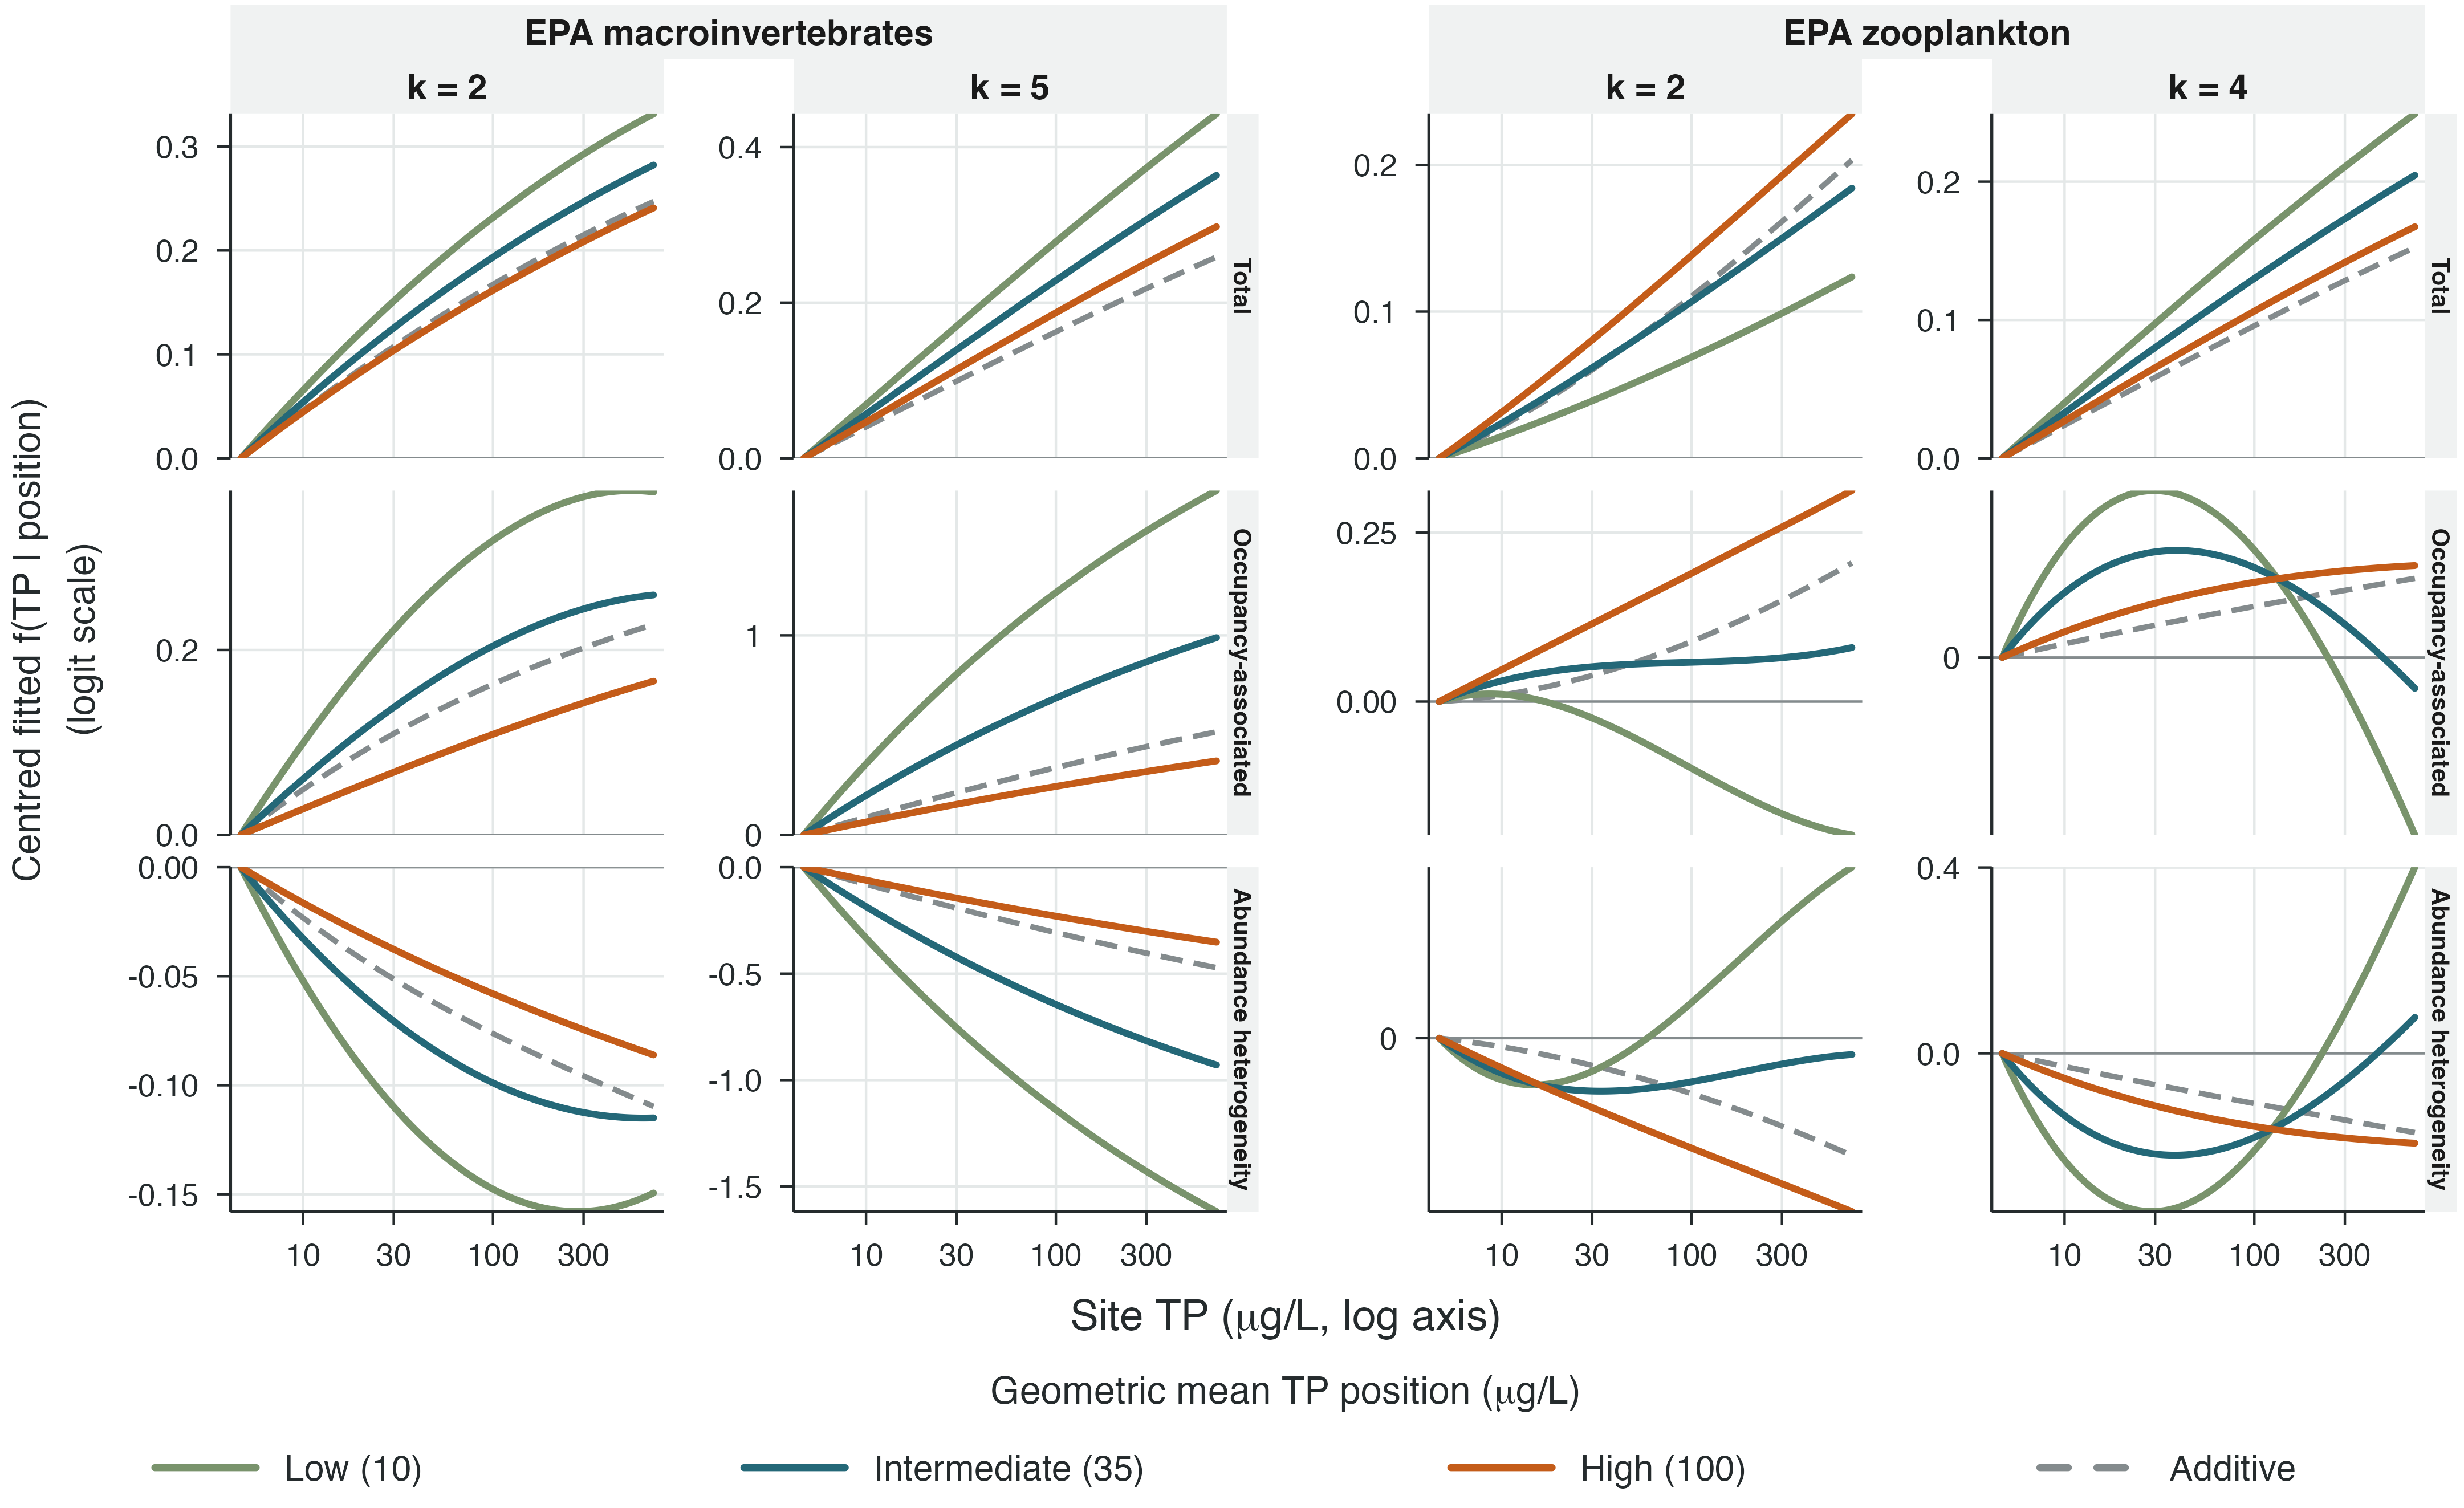 EPA macroinvertebrates
EPA zooplankton
k = 2
k = 5
k = 2
k = 4
Centred fitted f(TP | position)
(logit scale)
0.3
0.2
0.1
0.0
0.4
0.2
0.0
Total
0.2
0.1
0.0
0.2
0.1
0.0
Total
0.2
0.0
1
0
Occupancy-associated
0.25
0.00
0
Occupancy-associated
0.00
-0.05
-0.10
-0.15
0.0
-0.5
-1.0
-1.5
Abundance heterogeneity
0
0.4
0.0
Abundance heterogeneity
10 30 100 300
10 30 100 300
10 30 100 300
10 30 100 300
Site TP (μg/L, log axis)
Geometric mean TP position (μg/L)
Low (10)
Intermediate (35)
High (100)
Additive